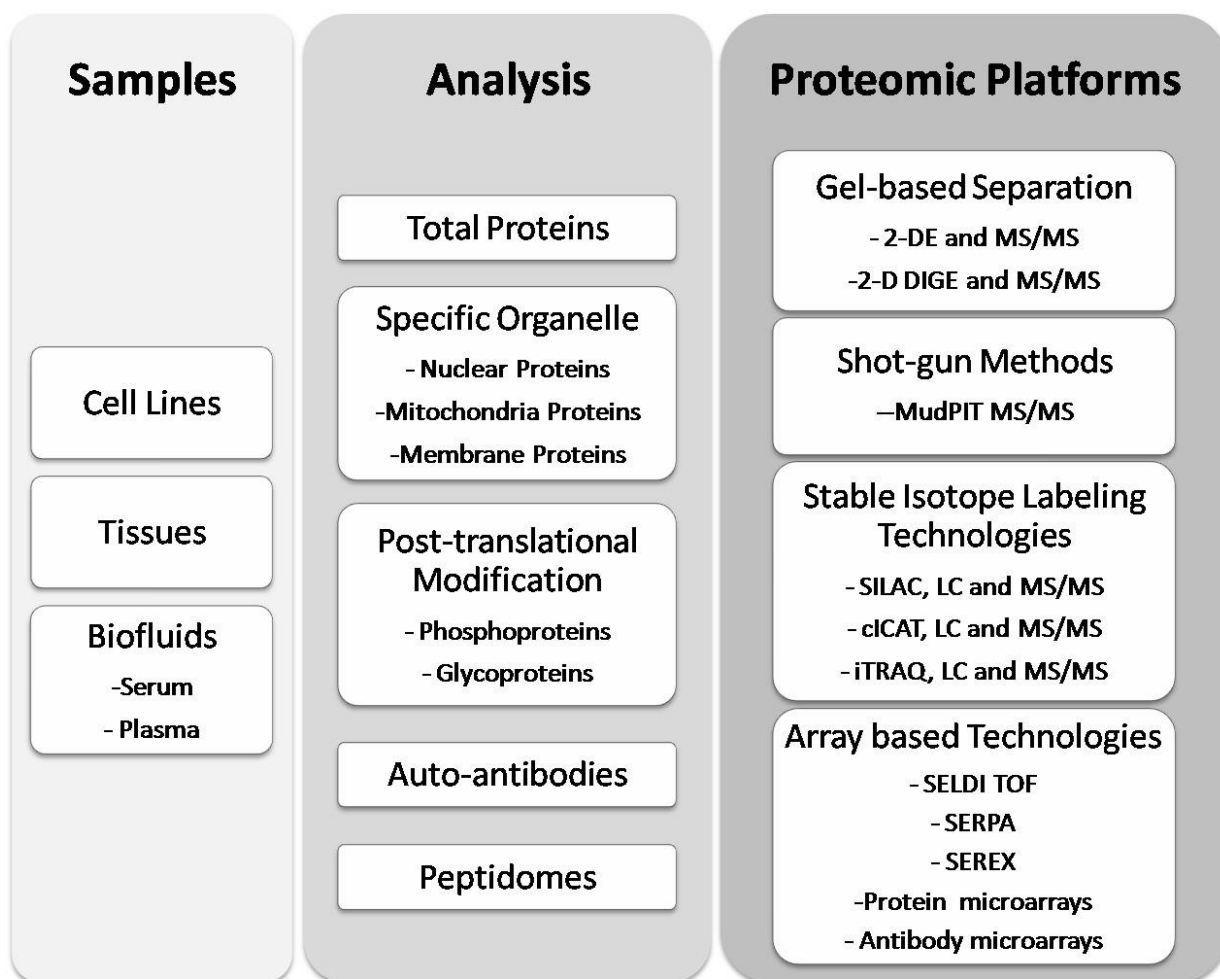 Samples
Cell Lines
Tissues
Biofluids
-Serum
- Plasma
Analysis
Total Proteins
Specific Organelle
- Nuclear Proteins
-Mitochondria Proteins
-Membrane Proteins
Post-translational
Modification
- Phosphoproteins
- Glycoproteins
Auto-antibodies
Peptidomes
Proteomic Platforms
Gel-based Separation
- 2-DE and MS/MS
-2-D DIGE and MS/MS
Shot-gun Methods
–MudPIT MS/MS
Stable Isotope Labeling
Technologies
- SILAC, LC and MS/MS
- cICAT, LC and MS/MS
- iTRAQ, LC and MS/MS
Array based Technologies
- SELDI TOF
- SERPA
- SEREX
-Protein microarrays
- Antibody microarrays